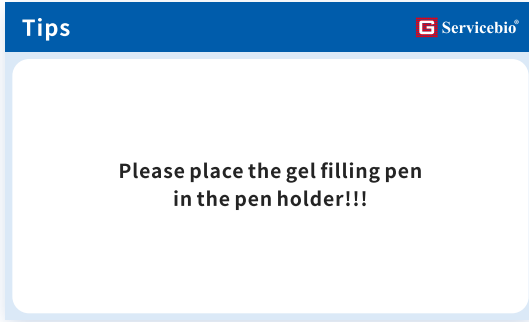 Tips
G Servicebio®
Please place the gel filling pen
in the pen holder!!!